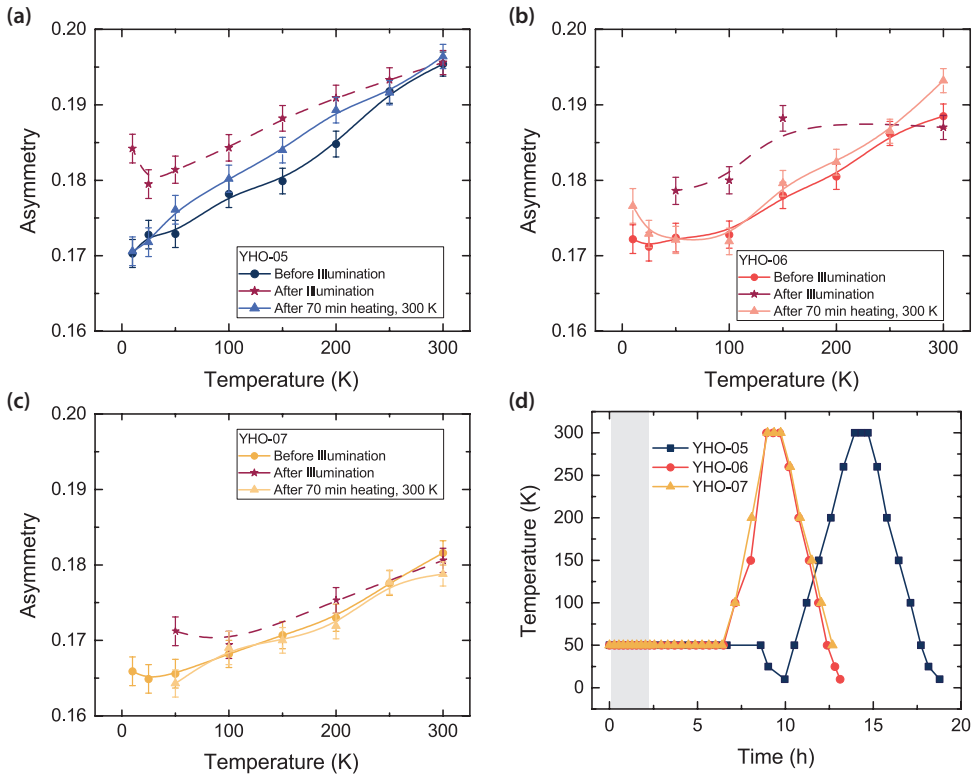 (a)
0.20
0.19
0.18
0.17
0.16
Asymmetry
YHO-05
Before Illumination
After Illumination
After 70 min heating, 300 K
0
100
200
300
Temperature (K)
(b)
0.20
0.19
0.18
0.17
0.16
Asymmetry
YHO-06
Before Illumination
After Illumination
After 70 min heating, 300 K
0
100
200
300
Temperature (K)
(c)
0.20
0.19
0.18
0.17
0.16
Asymmetry
YHO-07
Before Illumination
After Illumination
After 70 min heating, 300 K
0
100
200
300
Temperature (K)
(d)
300
250
200
150
100
50
0
Temperature (K)
YHO-05
YHO-06
YHO-07
0
5
10
15
20
Time (h)